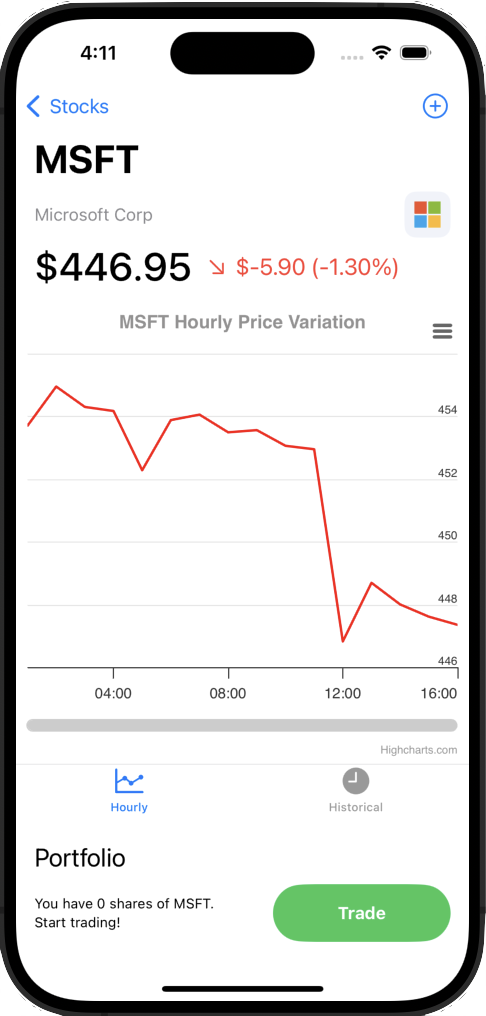 4:11
Stocks
MSFT
Microsoft Corp
$446.95 $-5.90 (-1.30%)
MSFT Hourly Price Variation
454
452
450
448
446
04:00 08:00 12:00 16:00
Highcharts.com
Hourly Historical
Portfolio
You have 0 shares of MSFT.
Start trading!
Trade